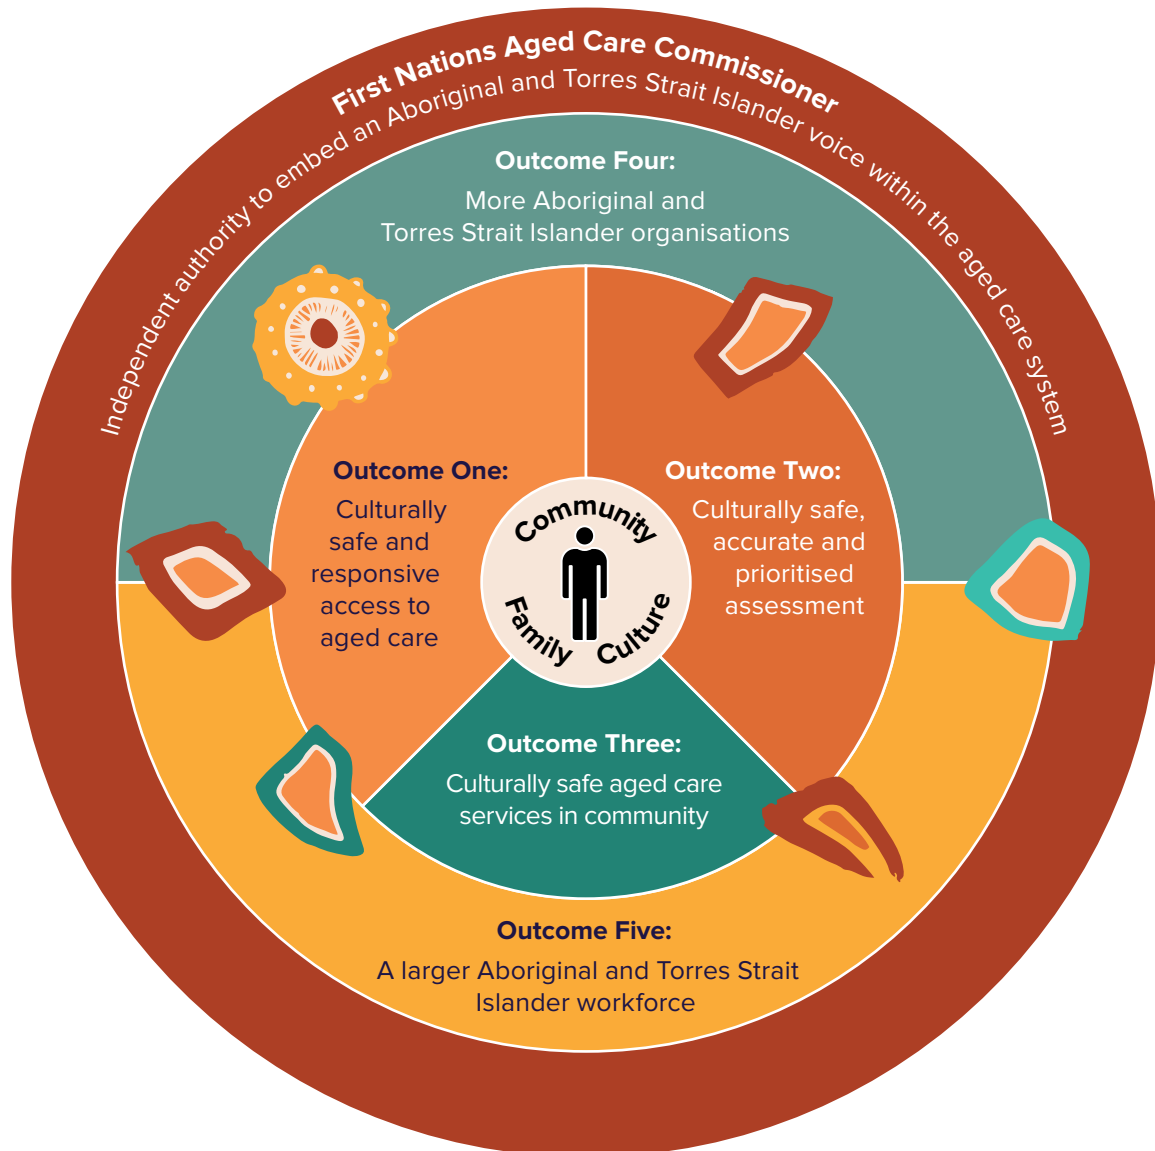 First Nations Aged Care Commissioner
Independent authority to embed an Aboriginal and Torres Strait Islander voice within the aged care system
Outcome Four:
More Aboriginal and
Torres Strait Islander organisations
Outcome One:
Culturally
safe and
responsive
access to
aged care
Outcome Two:
Culturally safe,
accurate and
prioritised
assessment
Community
Family
Culture
Outcome Three:
Culturally safe aged care
services in community
Outcome Five:
A larger Aboriginal and Torres Strait
Islander workforce